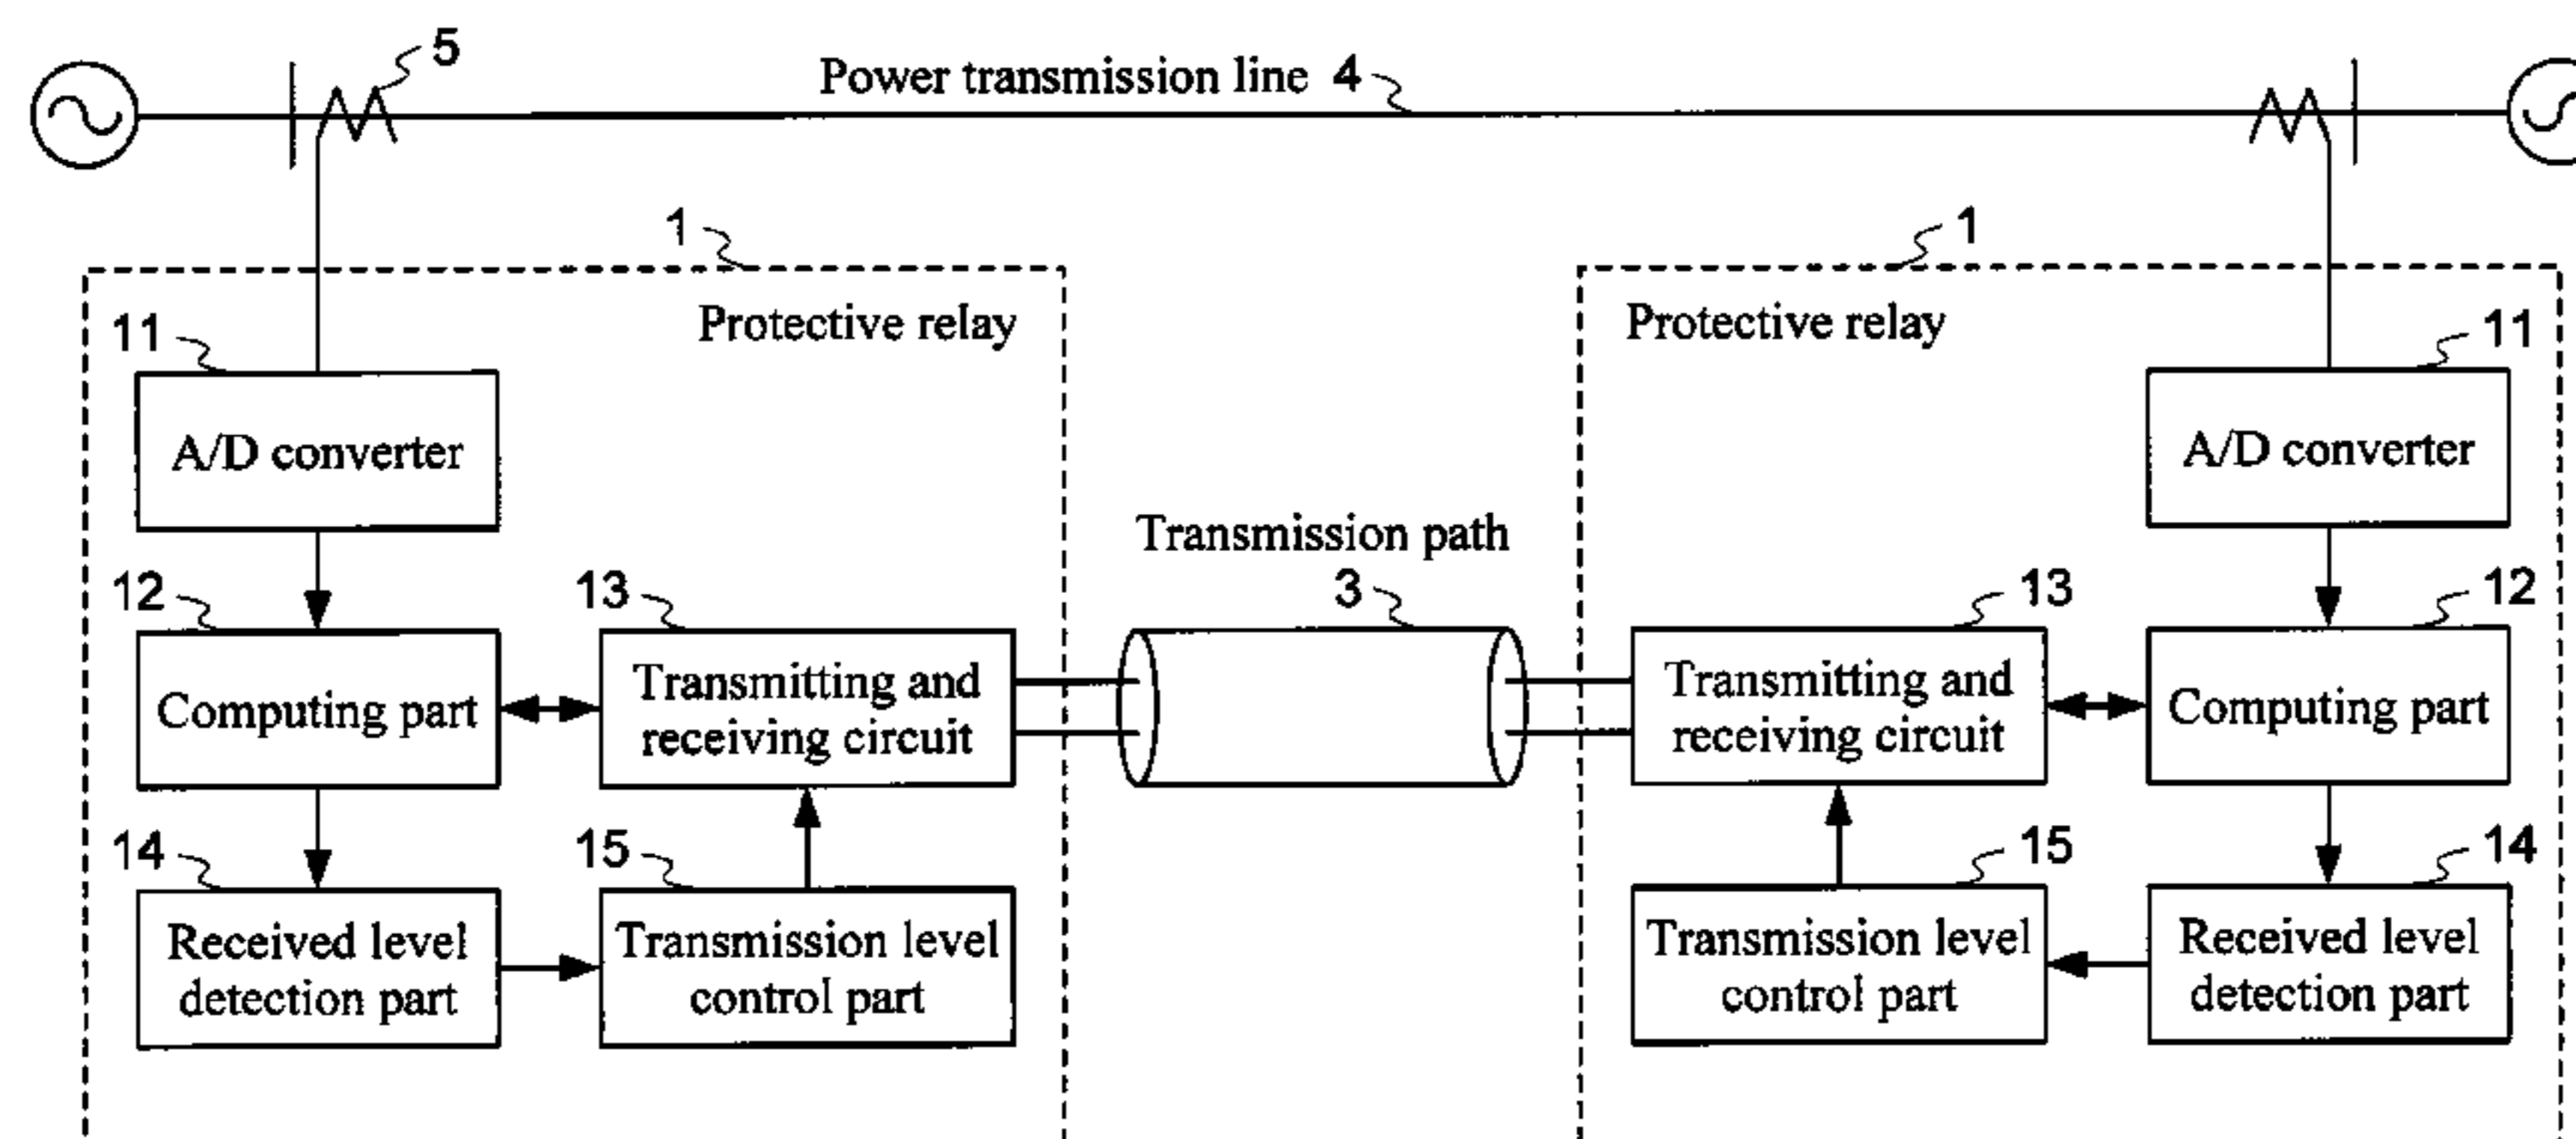 5
Power transmission line 4
1
1
Protective relay
Protective relay
11
11
A/D converter
A/D converter
Transmission path
3
12
13
13
12
Computing part
Transmitting and
receiving circuit
Transmitting and
receiving circuit
Computing part
14
15
15
14
Received level
detection part
Transmission level
control part
Transmission level
control part
Received level
detection part